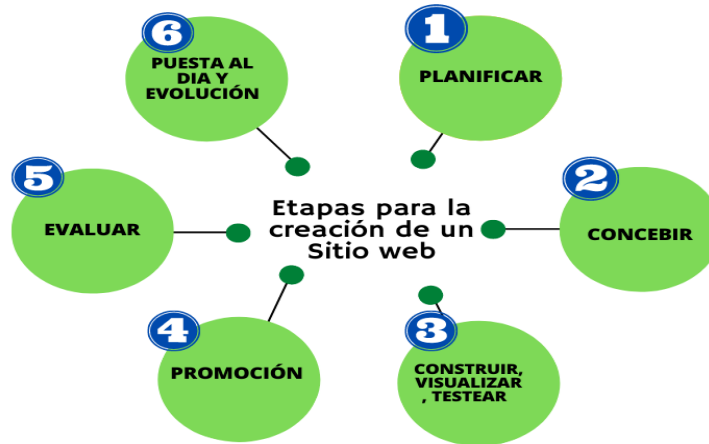 Etapas para la
creación de un
Sitio web
1
PLANIFICAR
2
CONCEBIR
3
CONSTRUIR,
VISUALIZAR
, TESTEAR
4
PROMOCIÓN
5
EVALUAR
6
PUESTA AL
DIA Y
EVOLUCIÓN